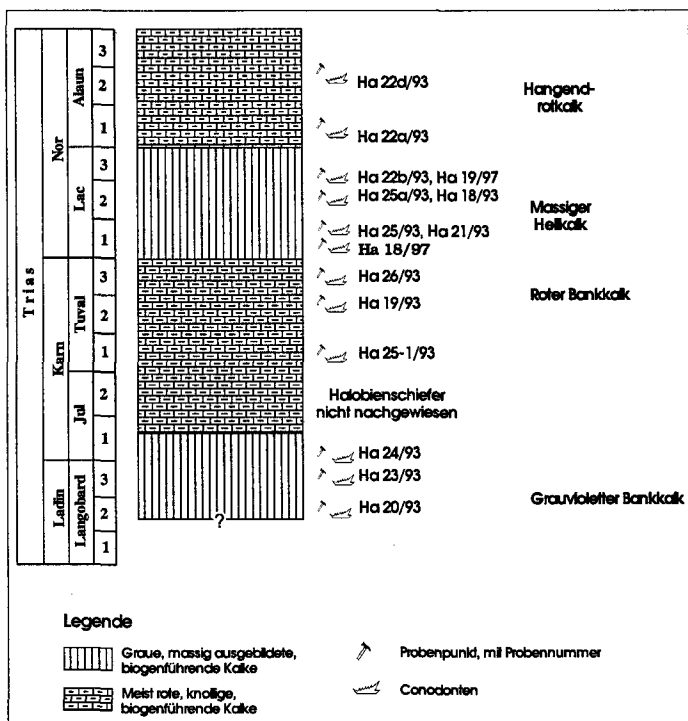 Trias
Nor
Karn
Ladin
Alaun
Lac
Tuval
Jul
Langobard
3
2
1
3
2
1
3
2
1
2
1
3
2
1
Ha 22d/93
Ha 22a/93
Ha 22b/93, Ha 19/97
Ha 25a/93, Ha 18/93
Ha 25/93, Ha 21/93
Ha 18/97
Ha 26/93
Ha 19/93
Ha 25-1/93
Halobienschiefer
nicht nachgewiesen
Ha 24/93
Ha 23/93
Ha 20/93
?
Hangend-
rotkalk
Massiger
Hellkalk
Roter Bankkalk
Grauvioletter Bankkalk
Legende
Graue, massig ausgebildete,
biogenführende Kalke
Meist rote, knollige,
biogenführende Kalke
Probenpunkt, mit Probennummer
Conodonten